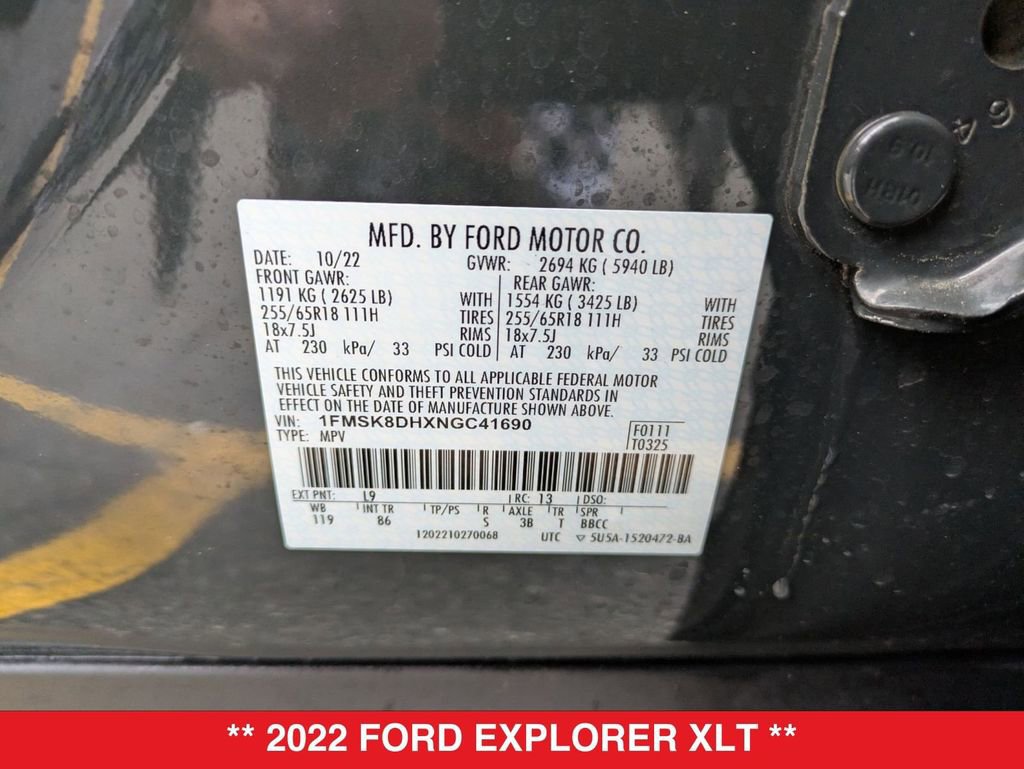 MFD. BY FORD MOTOR CO.
DATE: 10/22 GVWR: 2694 KG ( 5940 LB)
FRONT GAWR: REAR GAWR:
1191 KG ( 2625 LB) WITH 1554 KG ( 3425 LB) WITH
255/65R18 111H TIRES 255/65R18 111H TIRES
18x7.5J RIMS 18x7.5J RIMS
AT 230 kPa/ 33 PSI COLD AT 230 kPa/ 33 PSI COLD
THIS VEHICLE CONFORMS TO ALL APPLICABLE FEDERAL MOTOR
VEHICLE SAFETY AND THEFT PREVENTION STANDARDS IN
EFFECT ON THE DATE OF MANUFACTURE SHOWN ABOVE.
VIN: 1FMSK8DHXNGC41690 F0111
TYPE: MPV T0325
EXT PNT: L9 RC: 13 DSO:
WB INT TR TP/PS R AXLE TR SPR
119 86 S 3B T BBCC
1202210270068 UTC ▽ 5U5A-1520472-BA
10.9
64
** 2022 FORD EXPLORER XLT **